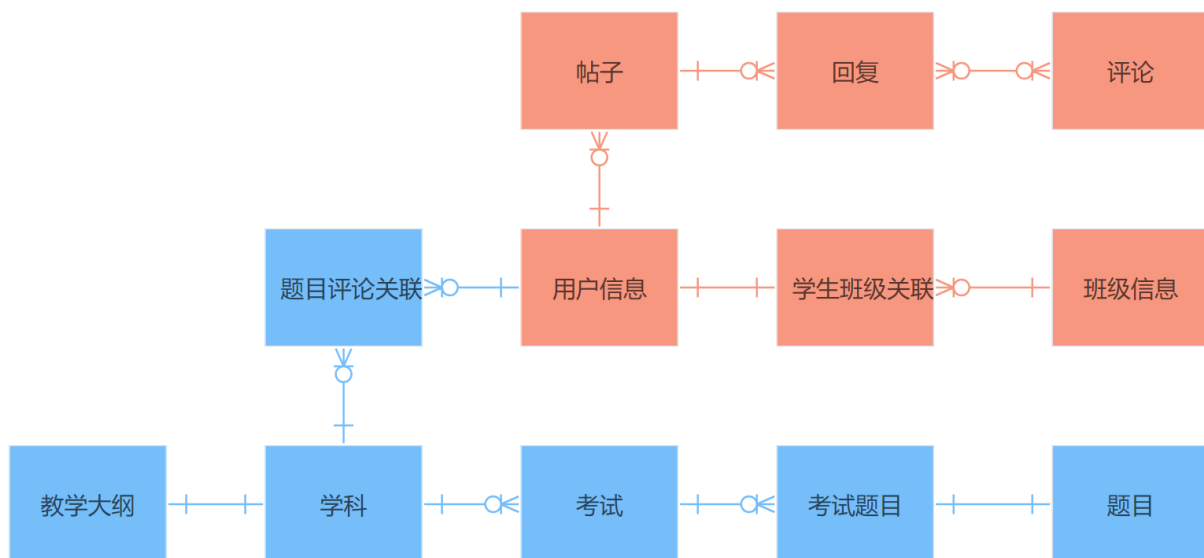 帖子
回复
评论
题目评论关联
用户信息
学生班级关联
班级信息
教学大纲
学科
考试
考试题目
题目